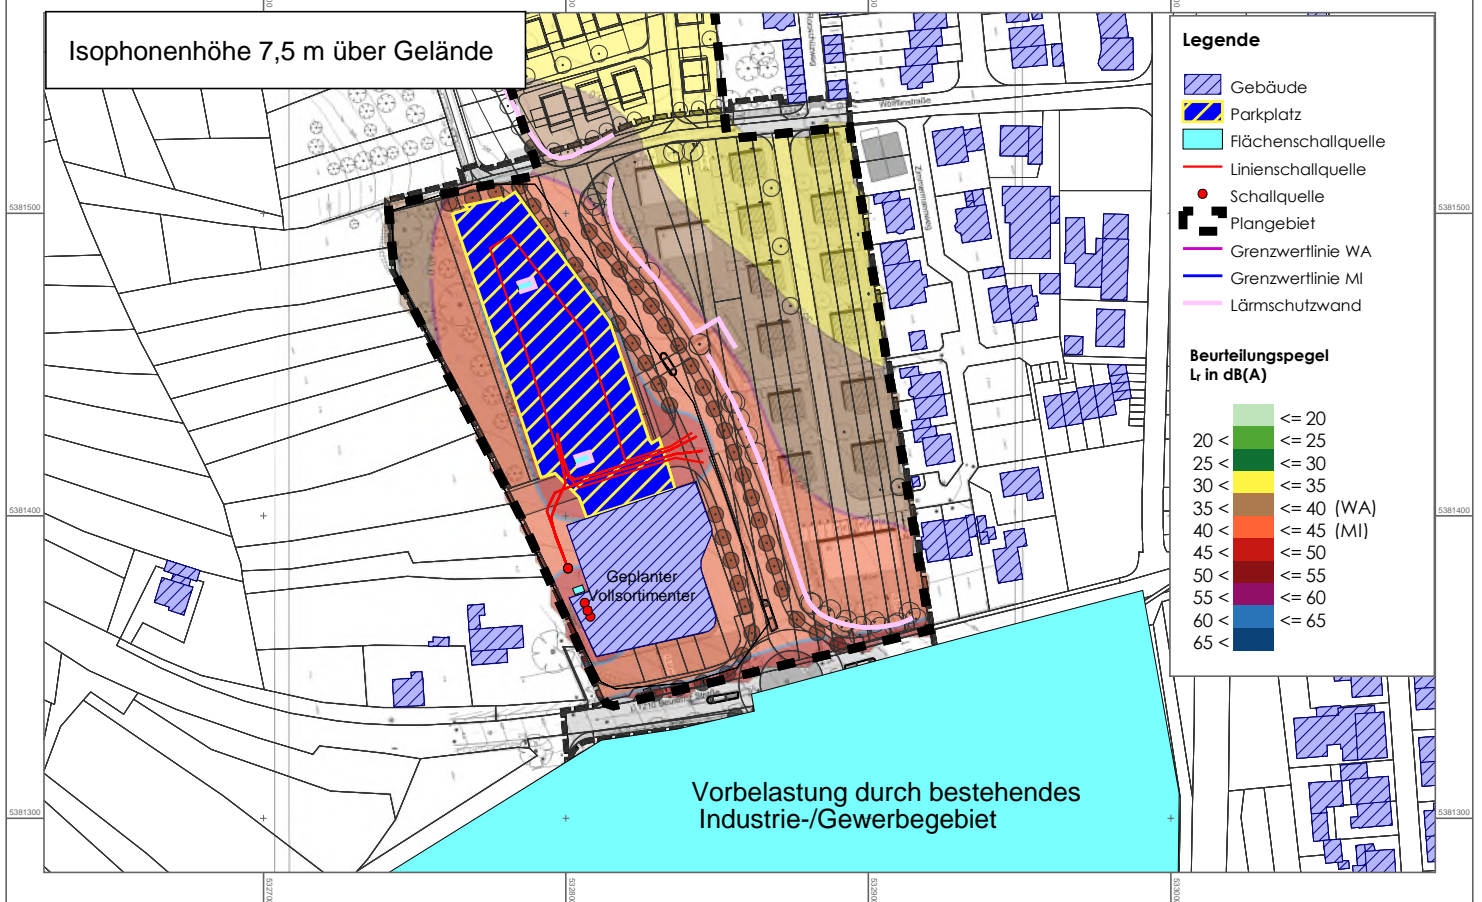 Isophonenhöhe 7,5 m über Gelände
Legende
Gebäude
Parkplatz
Flächenschallquelle
Linienschallquelle
Schallquelle
Plangebiet
Grenzwertlinie WA
Grenzwertlinie MI
Lärmschutzwand
Beurteilungspegel
Lr in dB(A)
<= 20
20 < <= 25
25 < <= 30
30 < <= 35
35 < <= 40 (WA)
40 < <= 45 (MI)
45 < <= 50
50 < <= 55
55 < <= 60
60 < <= 65
65 <
Geplanter
Vollsortimenter
Vorbelastung durch bestehendes
Industrie-/Gewerbegebiet
5381500
5381500
5381400
5381400
5381300
5381300